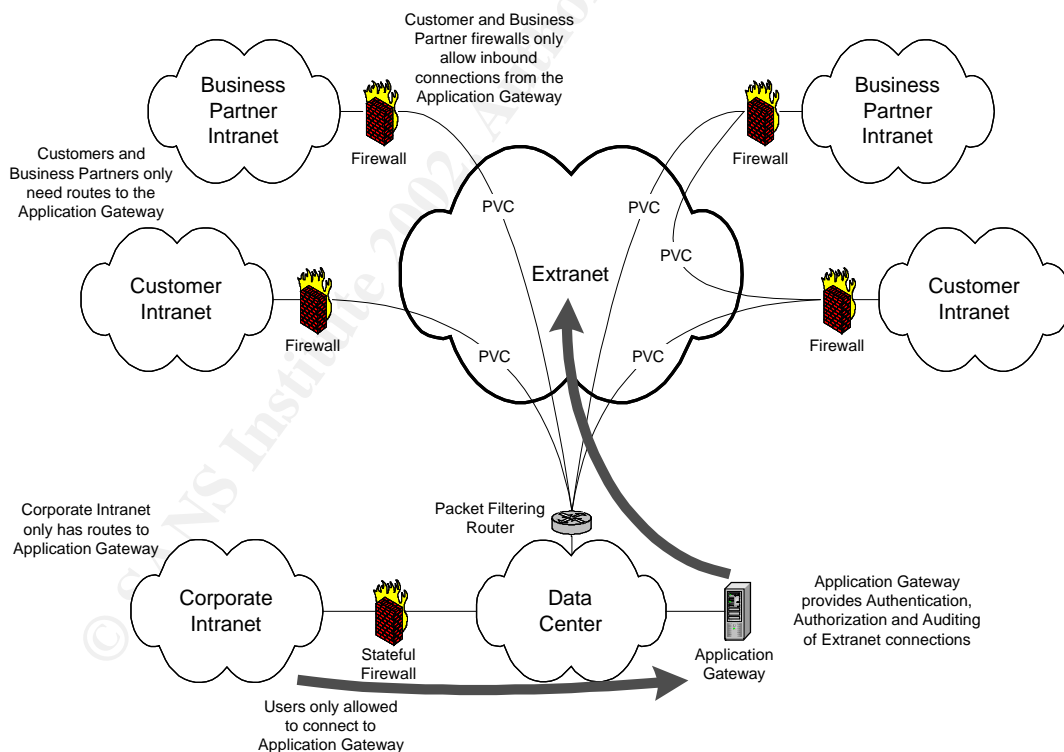 Customer and Business
Partner firewalls only
allow inbound
connections from the
Application Gateway
Business
Partner
Intranet
Firewall
Business
Partner
Intranet
Firewall
Customers and
Business Partners only
need routes to the
Application Gateway
PVC
PVC
PVC
Extranet
Customer
Intranet
Firewall
Customer
Intranet
Firewall
PVC
PVC
Packet Filtering
Router
Corporate Intranet
only has routes to
Application Gateway
Corporate
Intranet
Stateful
Firewall
Data
Center
Application
Gateway
Application Gateway
provides Authentication,
Authorization and Auditing
of Extranet connections
Users only allowed
to connect to
Application Gateway
© SANS Institute 2002,